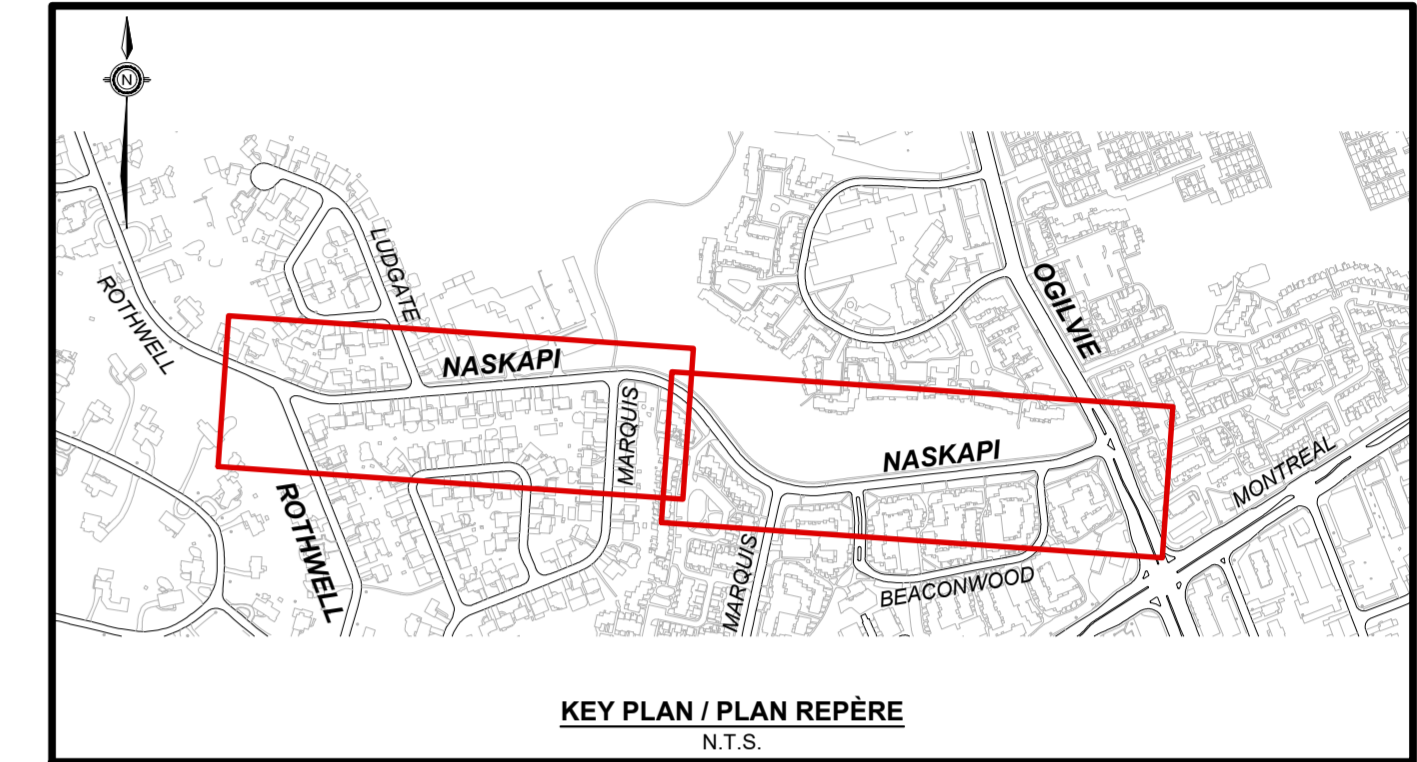 N
ROTHWELL
LUDGATE
NASKAPI
MARQUIS
OGILVIE
NASKAPI
MONTREAL
ROTHWELL
MARQUIS
BEACONWOOD
KEY PLAN / PLAN REPÈRE
N.T.S.